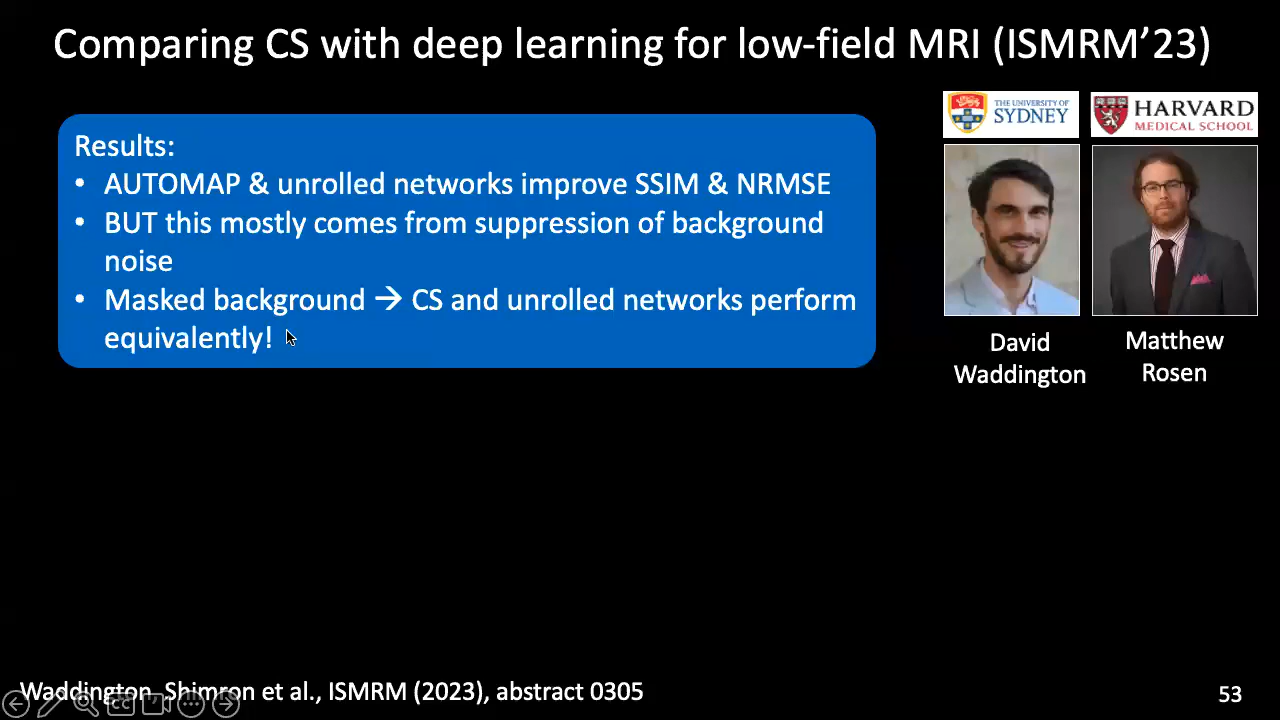 Comparing CS with deep learning for low-field MRI (ISMRM’23)
Results:
• AUTOMAP & unrolled networks improve SSIM & NRMSE
• BUT this mostly comes from suppression of background
noise
• Masked background → CS and unrolled networks perform
equivalently!
THE UNIVERSITY OF
SYDNEY
HARVARD
MEDICAL SCHOOL
David
Waddington
Matthew
Rosen
Waddington, Shimron et al., ISMRM (2023), abstract 0305
53